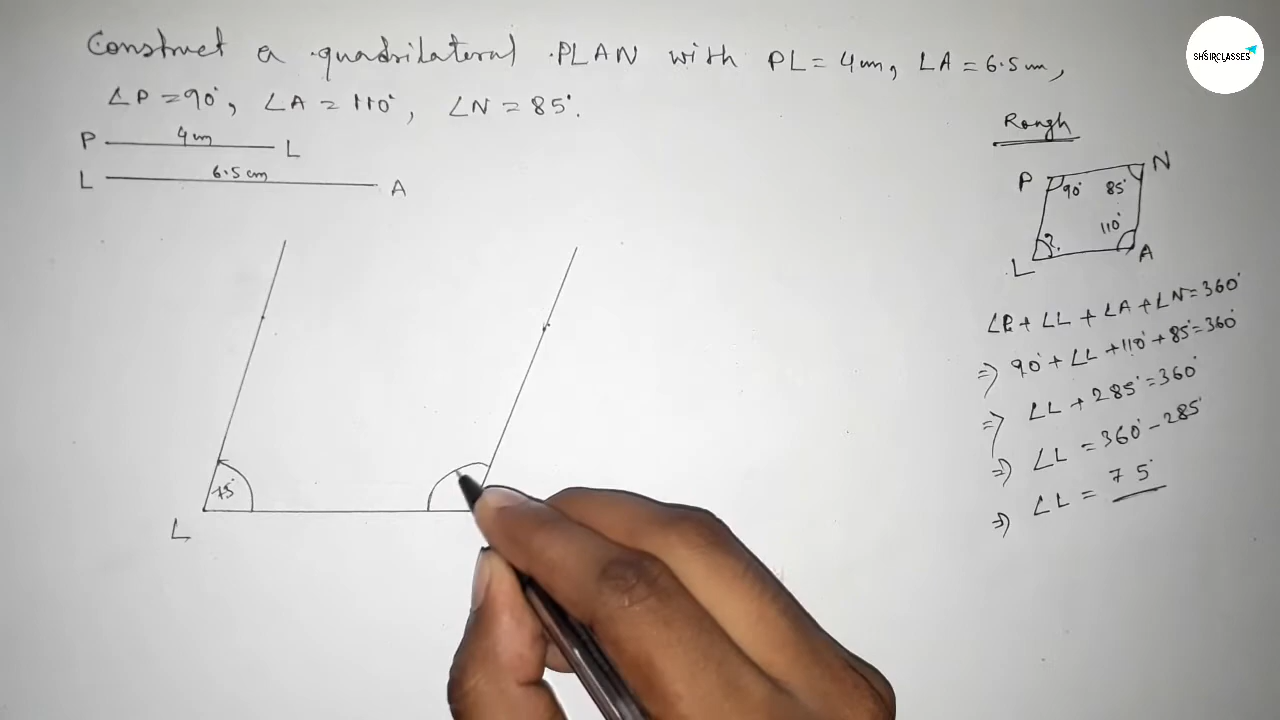 Construct a quadrilateral PLAN with PL = 4cm, LA = 6.5cm,
∠P = 90°, ∠A = 110°, ∠N = 85°.
P 4cm L
L 6.5cm A
75°
L
SHSIRCLASSES
Rough
P N
90° 85°
110°
?
L A
∠P + ∠L + ∠A + ∠N = 360°
⇒ 90° + ∠L + 110° + 85° = 360°
⇒ ∠L + 285° = 360°
⇒ ∠L = 360° - 285°
⇒ ∠L = 75°